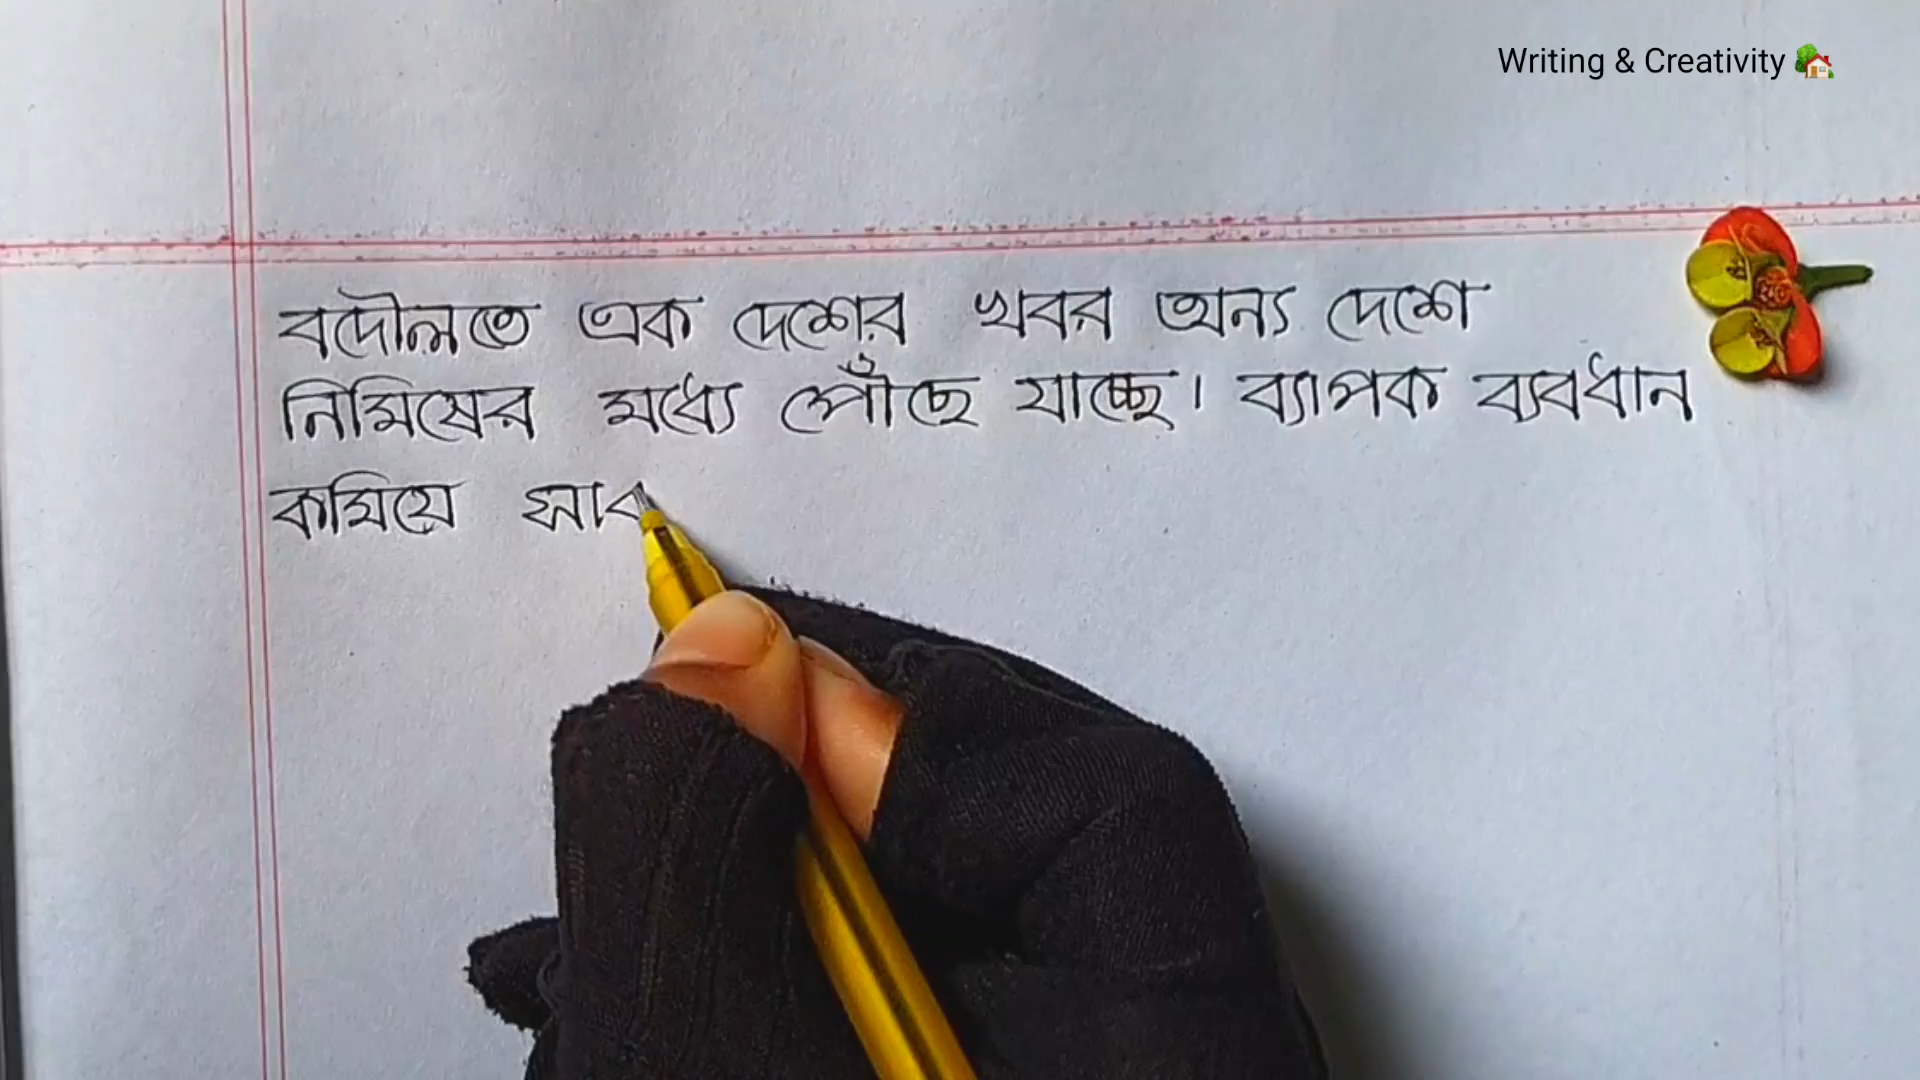 Writing & Creativity
বদৌলতে এক দেশের খবর অন্য দেশে
নিমিষের মধ্যে পৌঁছে যাচ্ছে। ব্যাপক ব্যবধান
কমিয়ে